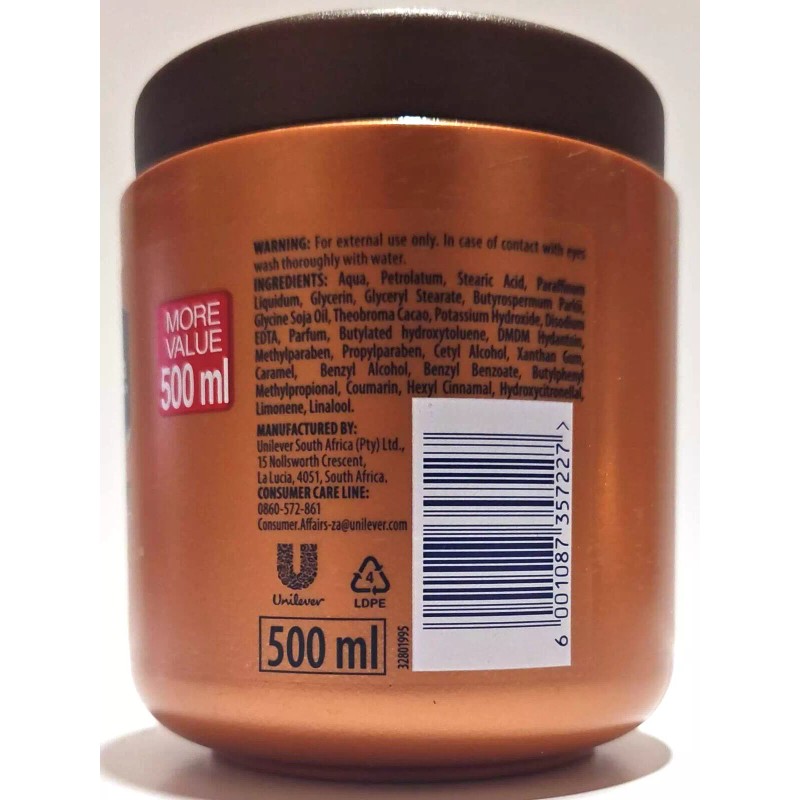 WARNING: For external use only. In case of contact with eyes
wash thoroughly with water.
INGREDIENTS: Aqua, Petrolatum, Stearic Acid, Paraffinum
Liquidum, Glycerin, Glyceryl Stearate, Butyrospermum Parkii,
Glycine Soja Oil, Theobroma Cacao, Potassium Hydroxide, Disodium
EDTA, Parfum, Butylated hydroxytoluene, DMDM Hydantoin,
Methylparaben, Propylparaben, Cetyl Alcohol, Xanthan Gum,
Caramel, Benzyl Alcohol, Benzyl Benzoate, Butylphenyl
Methylpropional, Coumarin, Hexyl Cinnamal, Hydroxycitronellal,
Limonene, Linalool.
MORE
VALUE
500 ml
MANUFACTURED BY:
Unilever South Africa (Pty) Ltd.,
15 Nollsworth Crescent,
La Lucia, 4051, South Africa.
CONSUMER CARE LINE:
0860-572-861
Consumer.Affairs-za@unilever.com
Unilever
4
LDPE
500 ml
32801995
6 001087 357227 >